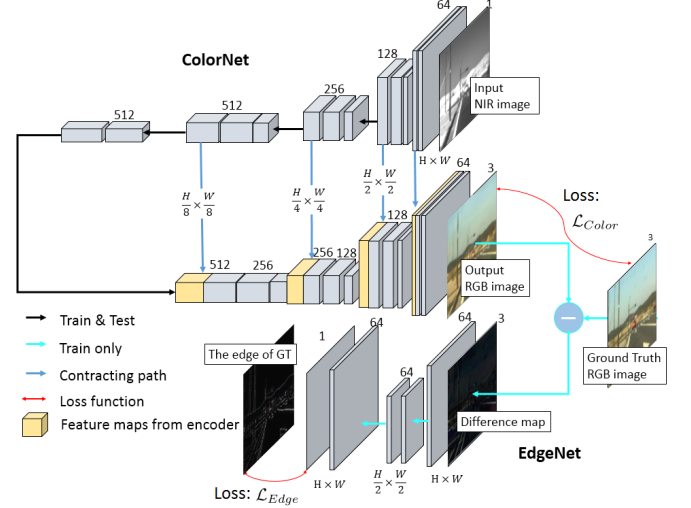 1
ColorNet
64
128
Input
NIR image
256
512
512
H × W
H/2 × W/2
H/4 × W/4
H/8 × W/8
64
3
Loss:
ℒColor
3
128
256
128
512
256
Output
RGB image
Train & Test
Train only
Contracting path
Loss function
Feature maps from encoder
The edge of GT
1
64
64
64
3
−
Ground Truth
RGB image
Difference map
EdgeNet
H × W
H/2 × W/2
H × W
Loss: ℒEdge